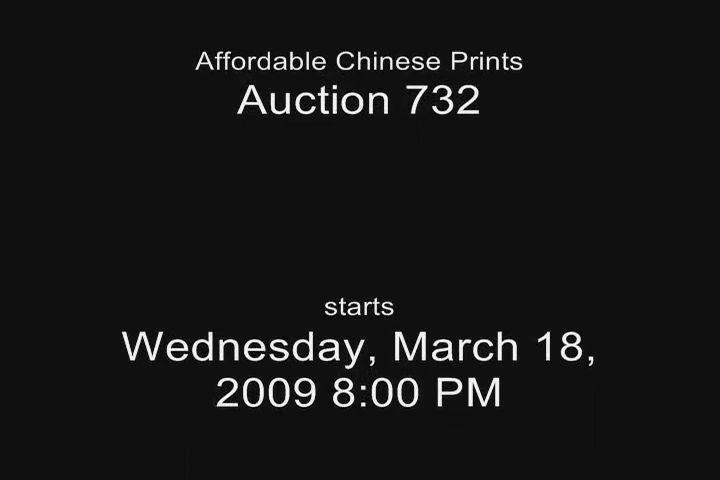 Affordable Chinese Prints
Auction 732
starts
Wednesday, March 18,
2009 8:00 PM